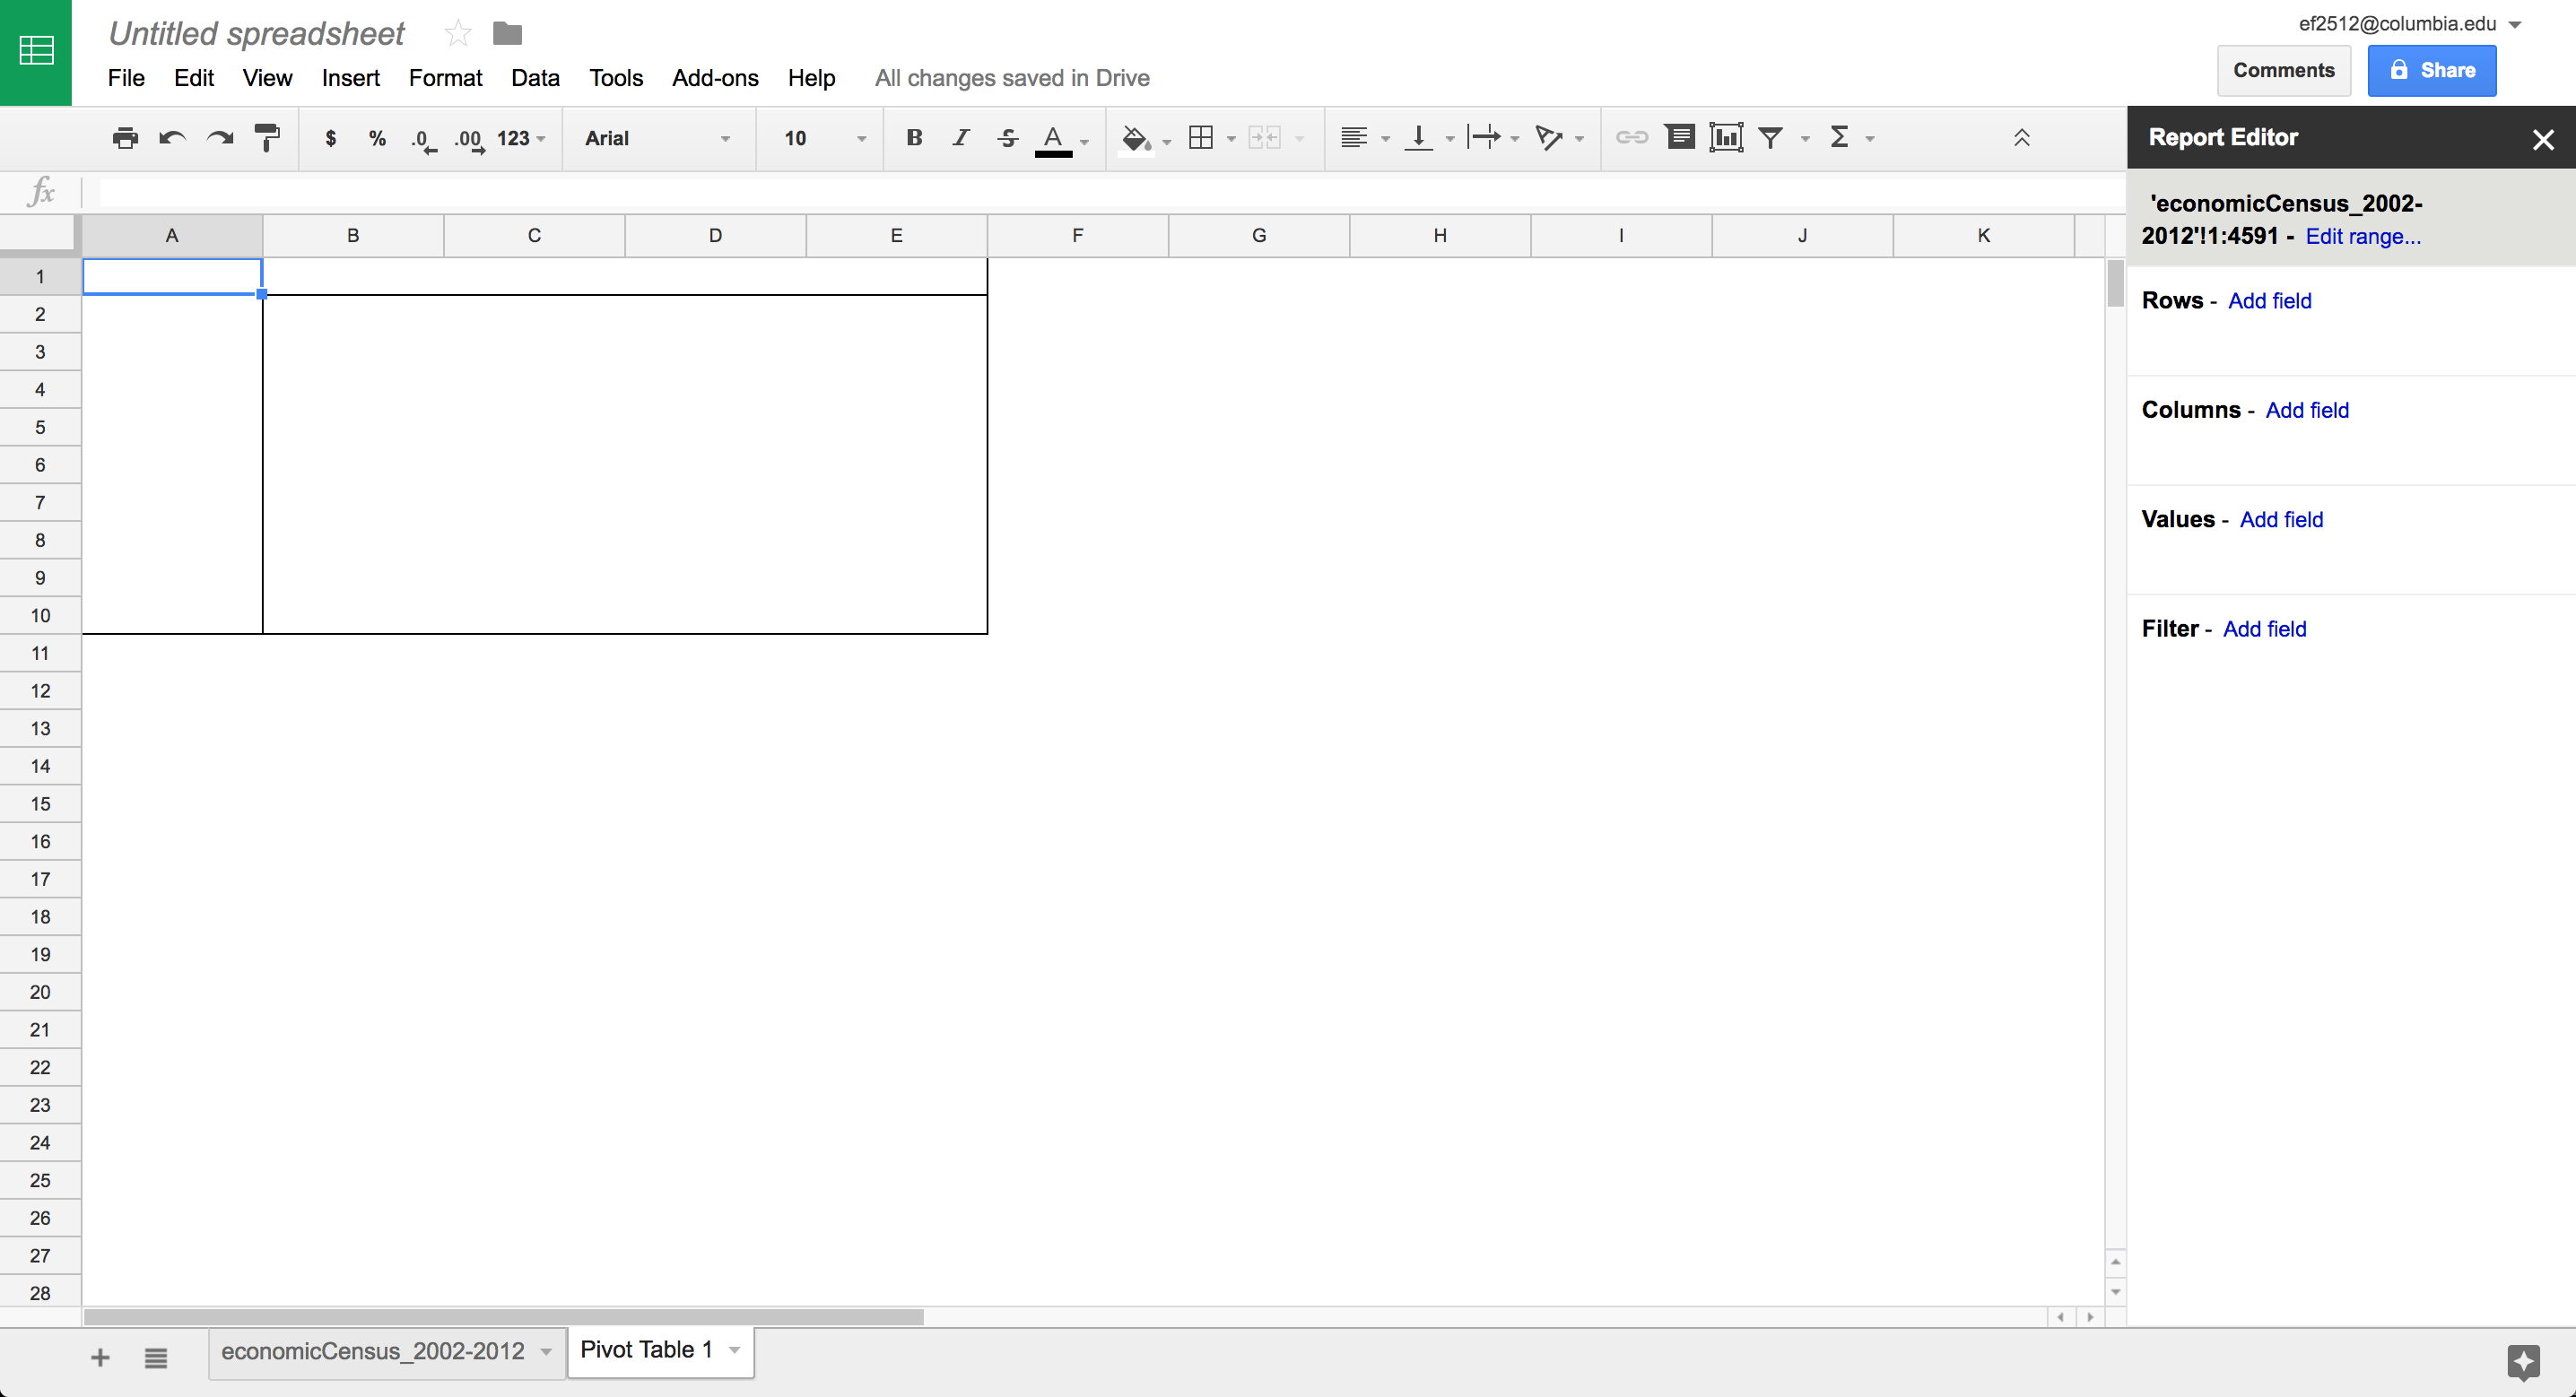 Untitled spreadsheet
ef2512@columbia.edu
File Edit View Insert Format Data Tools Add-ons Help All changes saved in Drive
Comments Share
$ % .0 .00 123 Arial 10 B I S A Σ
Report Editor
fx
'economicCensus_2002-
2012'!1:4591 - Edit range...
A B C D E F G H I J K
Rows - Add field
Columns - Add field
Values - Add field
Filter - Add field
1
2
3
4
5
6
7
8
9
10
11
12
13
14
15
16
17
18
19
20
21
22
23
24
25
26
27
28
economicCensus_2002-2012 Pivot Table 1